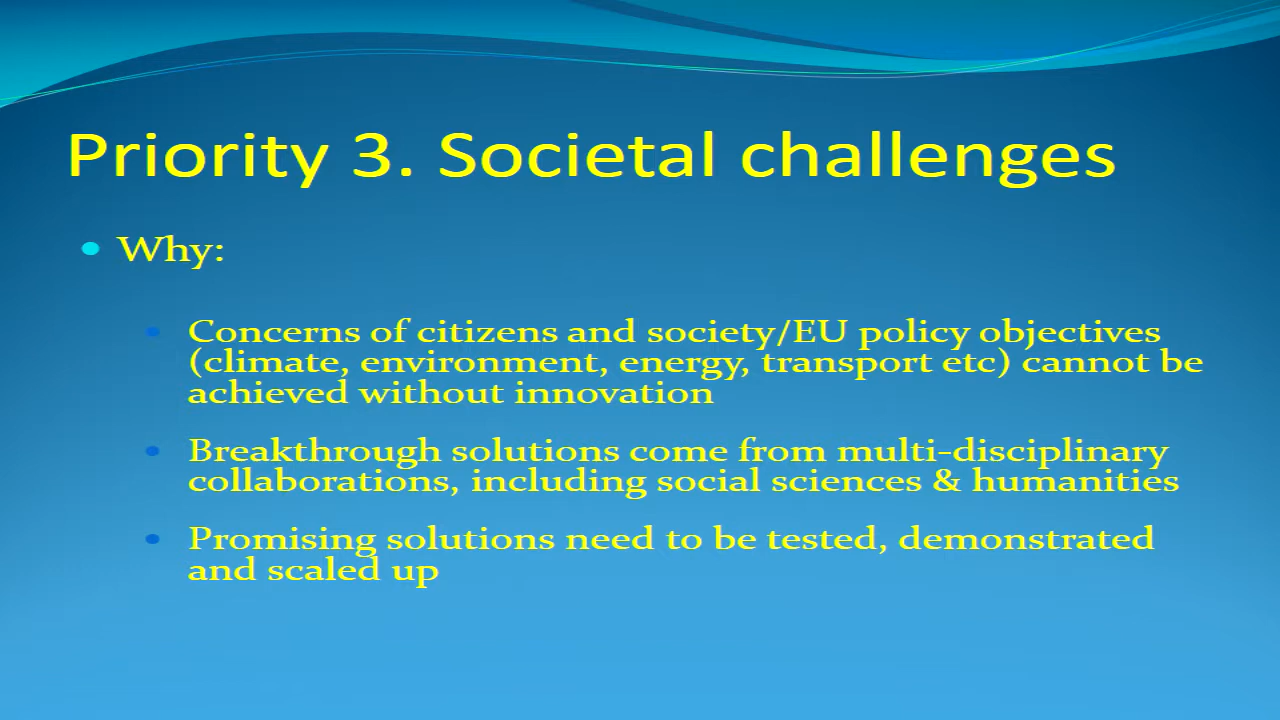 Priority 3. Societal challenges
Why:
Concerns of citizens and society/EU policy objectives
(climate, environment, energy, transport etc) cannot be
achieved without innovation
Breakthrough solutions come from multi-disciplinary
collaborations, including social sciences & humanities
Promising solutions need to be tested, demonstrated
and scaled up